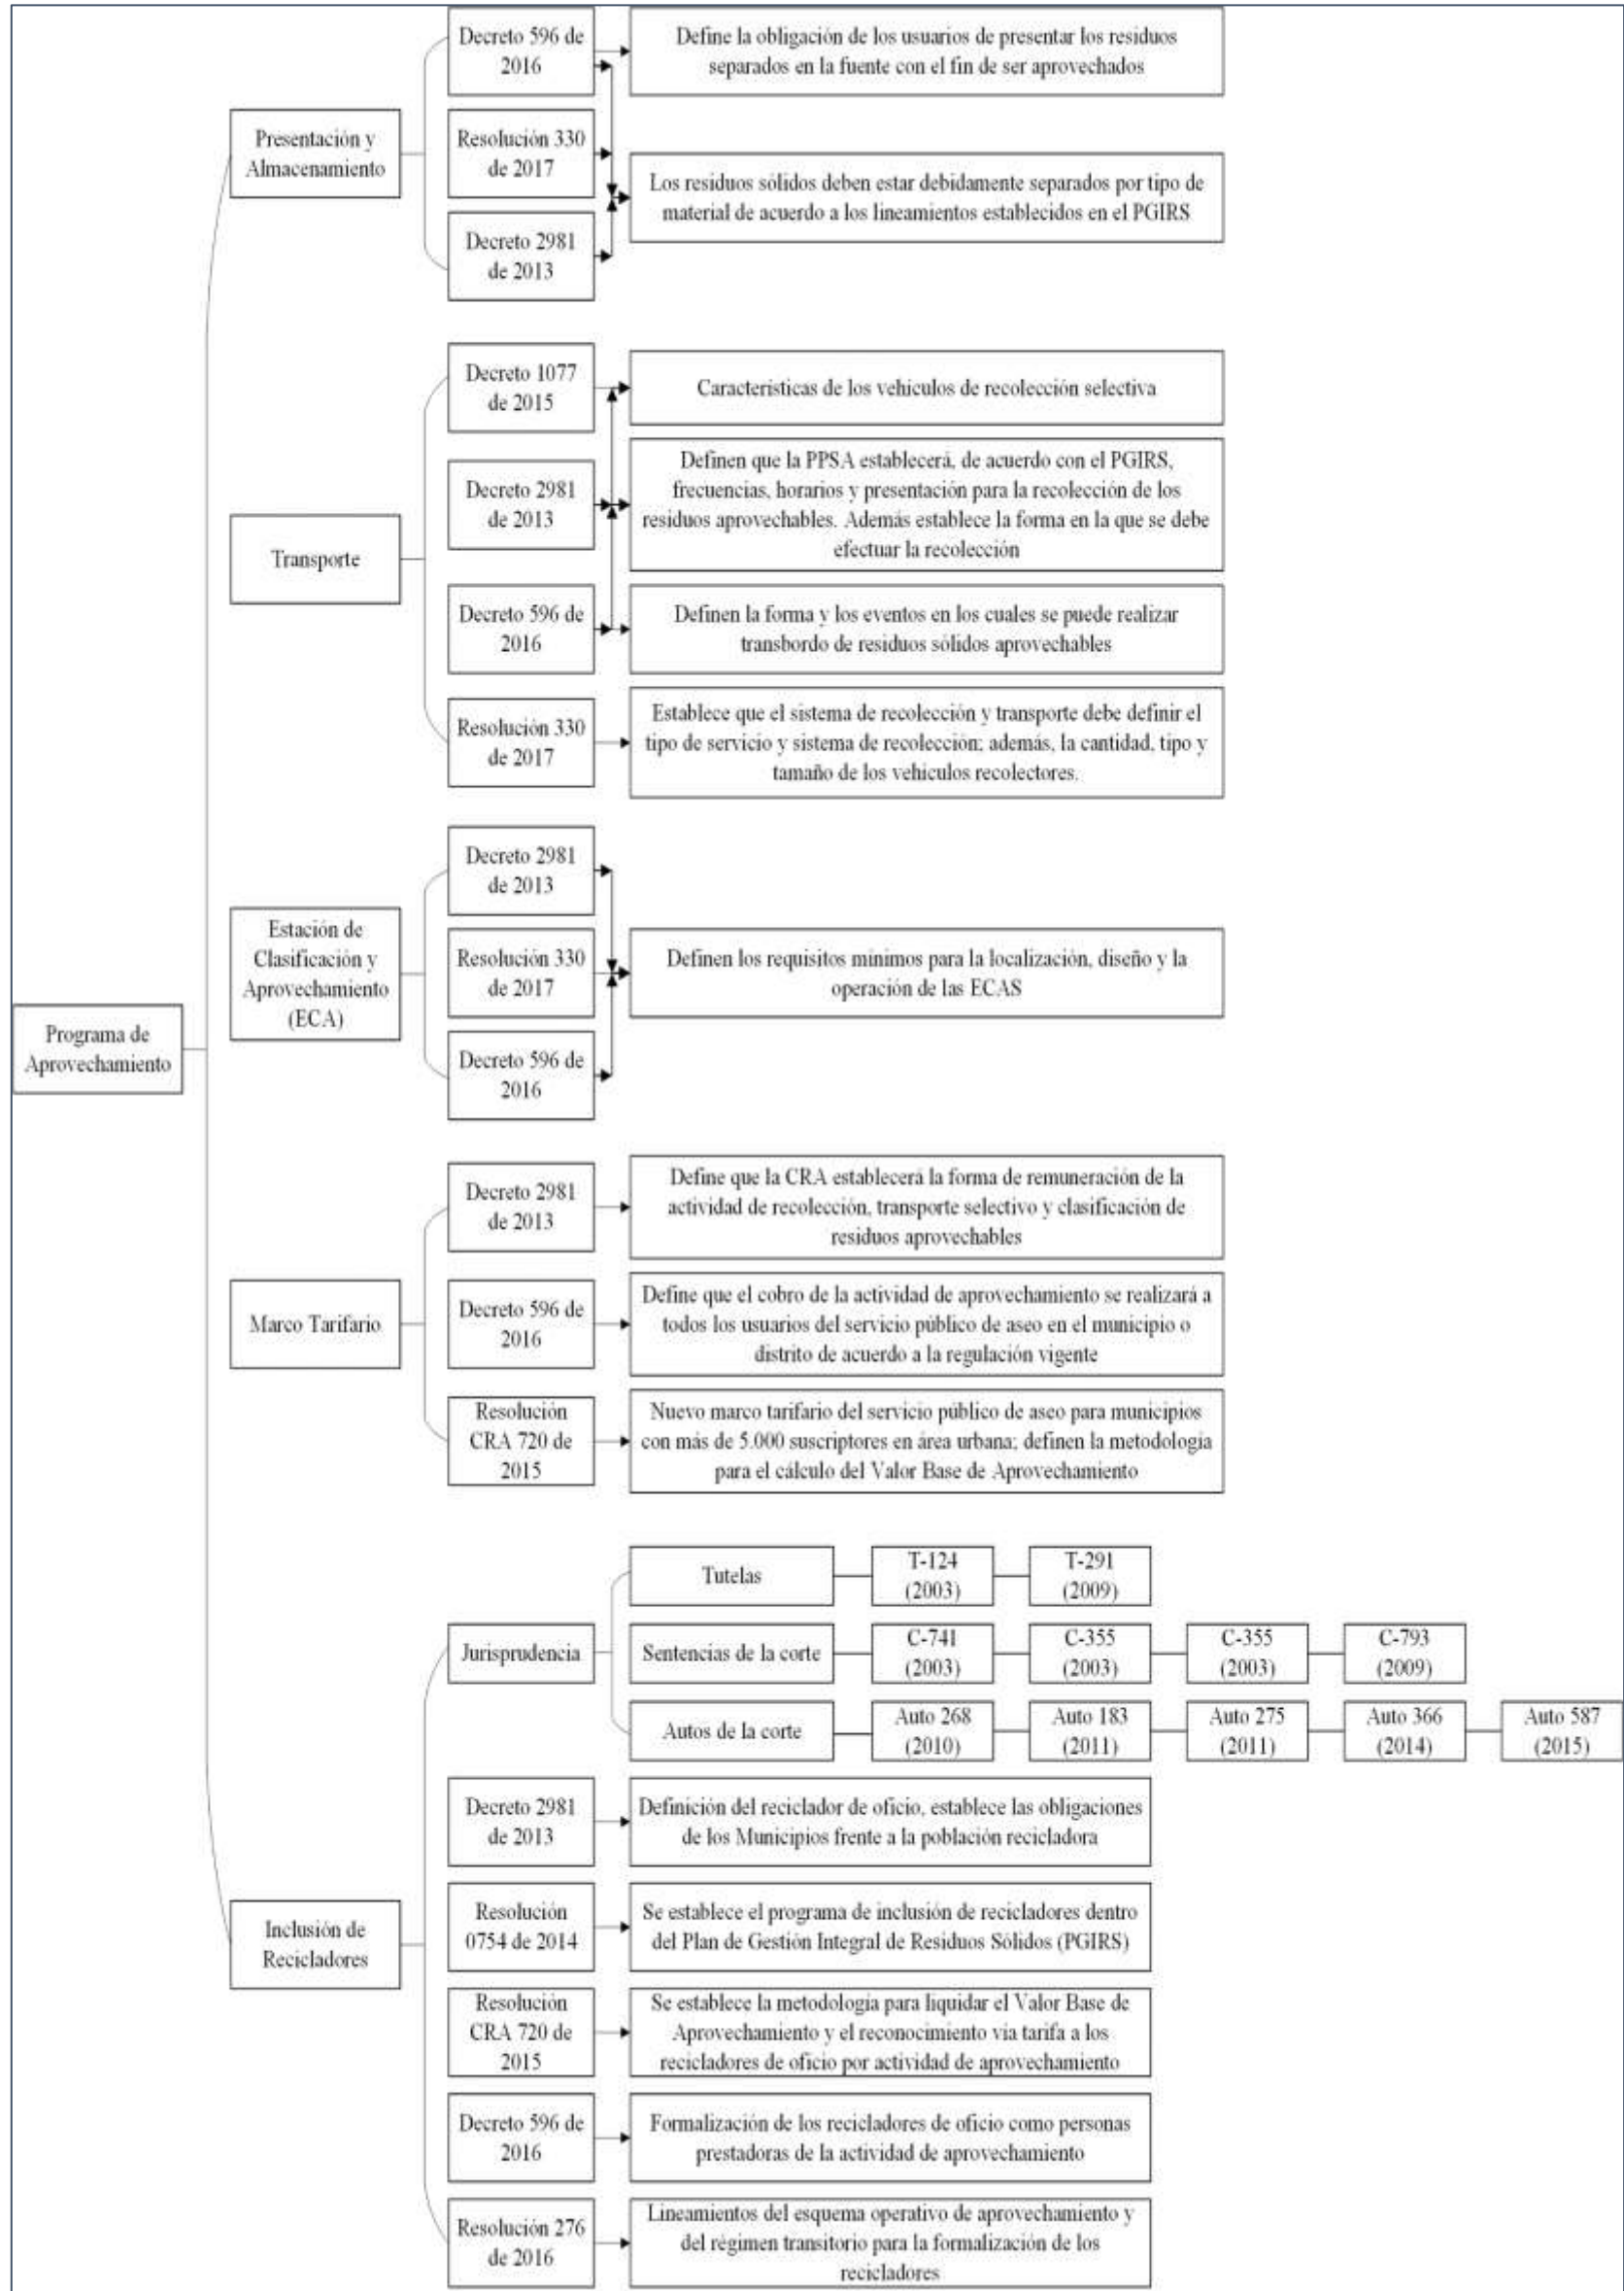 Programa de
Aprovechamiento
Presentación y
Almacenamiento
Decreto 596 de
2016
Define la obligación de los usuarios de presentar los residuos
separados en la fuente con el fin de ser aprovechados
Resolución 330
de 2017
Los residuos sólidos deben estar debidamente separados por tipo de
material de acuerdo a los lineamientos establecidos en el PGIRS
Decreto 2981
de 2013
Transporte
Decreto 1077
de 2015
Características de los vehículos de recolección selectiva
Decreto 2981
de 2013
Definen que la PPSA establecerá, de acuerdo con el PGIRS,
frecuencias, horarios y presentación para la recolección de los
residuos aprovechables. Además establece la forma en la que se debe
efectuar la recolección
Decreto 596 de
2016
Definen la forma y los eventos en los cuales se puede realizar
transbordo de residuos sólidos aprovechables
Resolución 330
de 2017
Establece que el sistema de recolección y transporte debe definir el
tipo de servicio y sistema de recolección; además, la cantidad, tipo y
tamaño de los vehículos recolectores.
Estación de
Clasificación y
Aprovechamiento
(ECA)
Decreto 2981
de 2013
Resolución 330
de 2017
Definen los requisitos mínimos para la localización, diseño y la
operación de las ECAS
Decreto 596 de
2016
Marco Tarifario
Decreto 2981
de 2013
Define que la CRA establecerá la forma de remuneración de la
actividad de recolección, transporte selectivo y clasificación de
residuos aprovechables
Decreto 596 de
2016
Define que el cobro de la actividad de aprovechamiento se realizará a
todos los usuarios del servicio público de aseo en el municipio o
distrito de acuerdo a la regulación vigente
Resolución
CRA 720 de
2015
Nuevo marco tarifario del servicio público de aseo para municipios
con más de 5.000 suscriptores en área urbana; definen la metodología
para el cálculo del Valor Base de Aprovechamiento
Inclusión de
Recicladores
Jurisprudencia
Tutelas
T-124
(2003)
T-291
(2009)
Sentencias de la corte
C-741
(2003)
C-355
(2003)
C-355
(2003)
C-793
(2009)
Autos de la corte
Auto 268
(2010)
Auto 183
(2011)
Auto 275
(2011)
Auto 366
(2014)
Auto 587
(2015)
Decreto 2981
de 2013
Definición del reciclador de oficio, establece las obligaciones
de los Municipios frente a la población recicladora
Resolución
0754 de 2014
Se establece el programa de inclusión de recicladores dentro
del Plan de Gestión Integral de Residuos Sólidos (PGIRS)
Resolución
CRA 720 de
2015
Se establece la metodología para liquidar el Valor Base de
Aprovechamiento y el reconocimiento vía tarifa a los
recicladores de oficio por actividad de aprovechamiento
Decreto 596 de
2016
Formalización de los recicladores de oficio como personas
prestadoras de la actividad de aprovechamiento
Resolución 276
de 2016
Lineamientos del esquema operativo de aprovechamiento y
del régimen transitorio para la formalización de los
recicladores